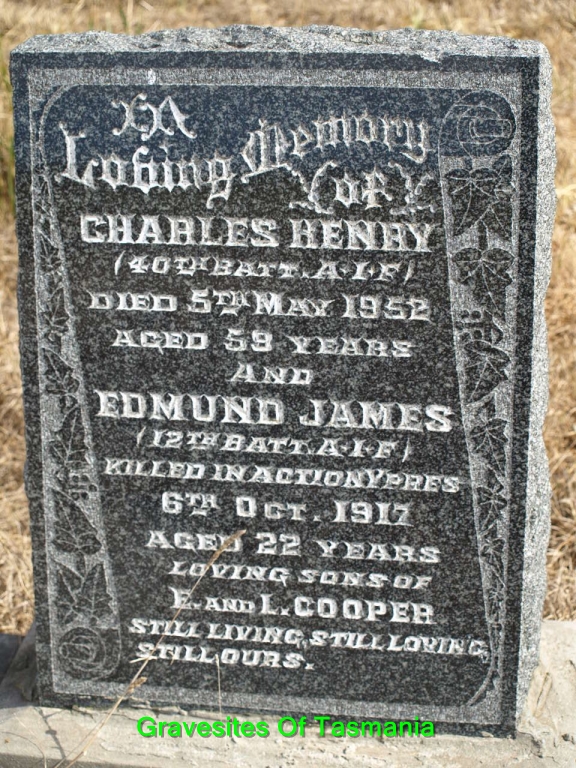 In
Loving Memory
of
CHARLES HENRY
(40TH BATT. A.I.F)
DIED 5TH MAY 1952
AGED 59 YEARS
AND
EDMUND JAMES
(12TH BATT. A.I.F)
KILLED IN ACTION YPRES
6TH OCT. 1917
AGED 22 YEARS
LOVING SONS OF
E. AND L. COOPER
STILL LIVING, STILL LOVING,
STILL OURS.
Gravesites Of Tasmania